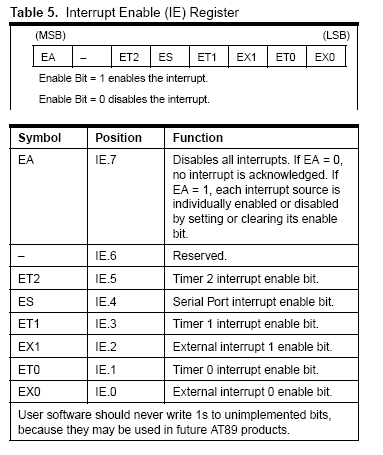 Table 5. Interrupt Enable (IE) Register
(MSB) (LSB)
EA – ET2 ES ET1 EX1 ET0 EX0
Enable Bit = 1 enables the interrupt.
Enable Bit = 0 disables the interrupt.
Symbol Position Function
EA IE.7 Disables all interrupts. If EA = 0,
no interrupt is acknowledged. If
EA = 1, each interrupt source is
individually enabled or disabled
by setting or clearing its enable
bit.
– IE.6 Reserved.
ET2 IE.5 Timer 2 interrupt enable bit.
ES IE.4 Serial Port interrupt enable bit.
ET1 IE.3 Timer 1 interrupt enable bit.
EX1 IE.2 External interrupt 1 enable bit.
ET0 IE.1 Timer 0 interrupt enable bit.
EX0 IE.0 External interrupt 0 enable bit.
User software should never write 1s to unimplemented bits,
because they may be used in future AT89 products.